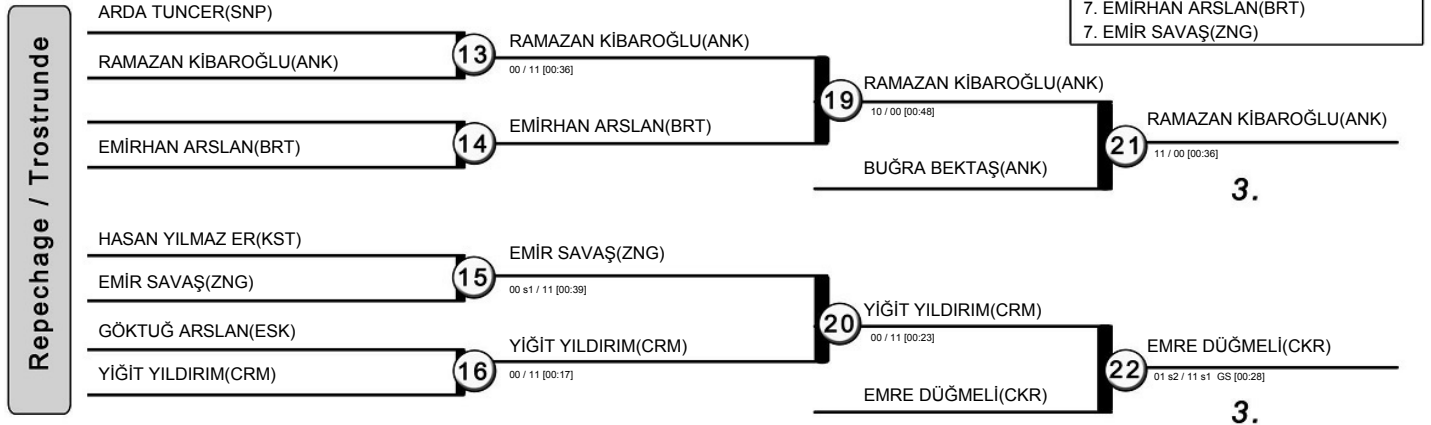 7. EMİRHAN ARSLAN(BRT)
7. EMİR SAVAŞ(ZNG)
Repechage / Trostrunde
ARDA TUNCER(SNP)
RAMAZAN KİBAROĞLU(ANK)
13
RAMAZAN KİBAROĞLU(ANK)
00 / 11 [00:36]
EMİRHAN ARSLAN(BRT)
14
EMİRHAN ARSLAN(BRT)
19
RAMAZAN KİBAROĞLU(ANK)
10 / 00 [00:48]
BUĞRA BEKTAŞ(ANK)
21
RAMAZAN KİBAROĞLU(ANK)
11 / 00 [00:36]
3.
HASAN YILMAZ ER(KST)
EMİR SAVAŞ(ZNG)
15
EMİR SAVAŞ(ZNG)
00 s1 / 11 [00:39]
GÖKTUĞ ARSLAN(ESK)
YİĞİT YILDIRIM(CRM)
16
YİĞİT YILDIRIM(CRM)
00 / 11 [00:17]
20
YİĞİT YILDIRIM(CRM)
00 / 11 [00:23]
EMRE DÜĞMELİ(CKR)
22
EMRE DÜĞMELİ(CKR)
01 s2 / 11 s1 GS [00:28]
3.